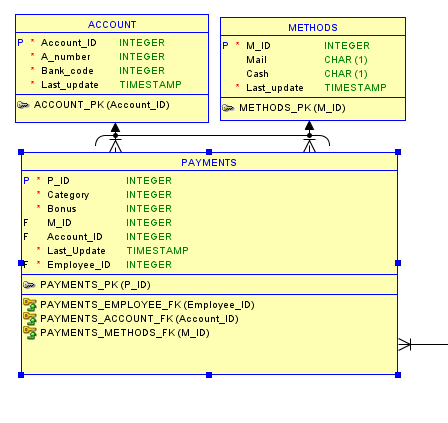 ACCOUNT
P * Account_ID INTEGER
* A_number INTEGER
* Bank_code INTEGER
* Last_update TIMESTAMP
ACCOUNT_PK (Account_ID)
METHODS
P * M_ID INTEGER
Mail CHAR (1)
Cash CHAR (1)
* Last_update TIMESTAMP
METHODS_PK (M_ID)
PAYMENTS
P * P_ID INTEGER
* Category INTEGER
* Bonus INTEGER
F M_ID INTEGER
F * Account_ID INTEGER
* Last_Update TIMESTAMP
F * Employee_ID INTEGER
PAYMENTS_PK (P_ID)
PAYMENTS_EMPLOYEE_FK (Employee_ID)
PAYMENTS_ACCOUNT_FK (Account_ID)
PAYMENTS_METHODS_FK (M_ID)